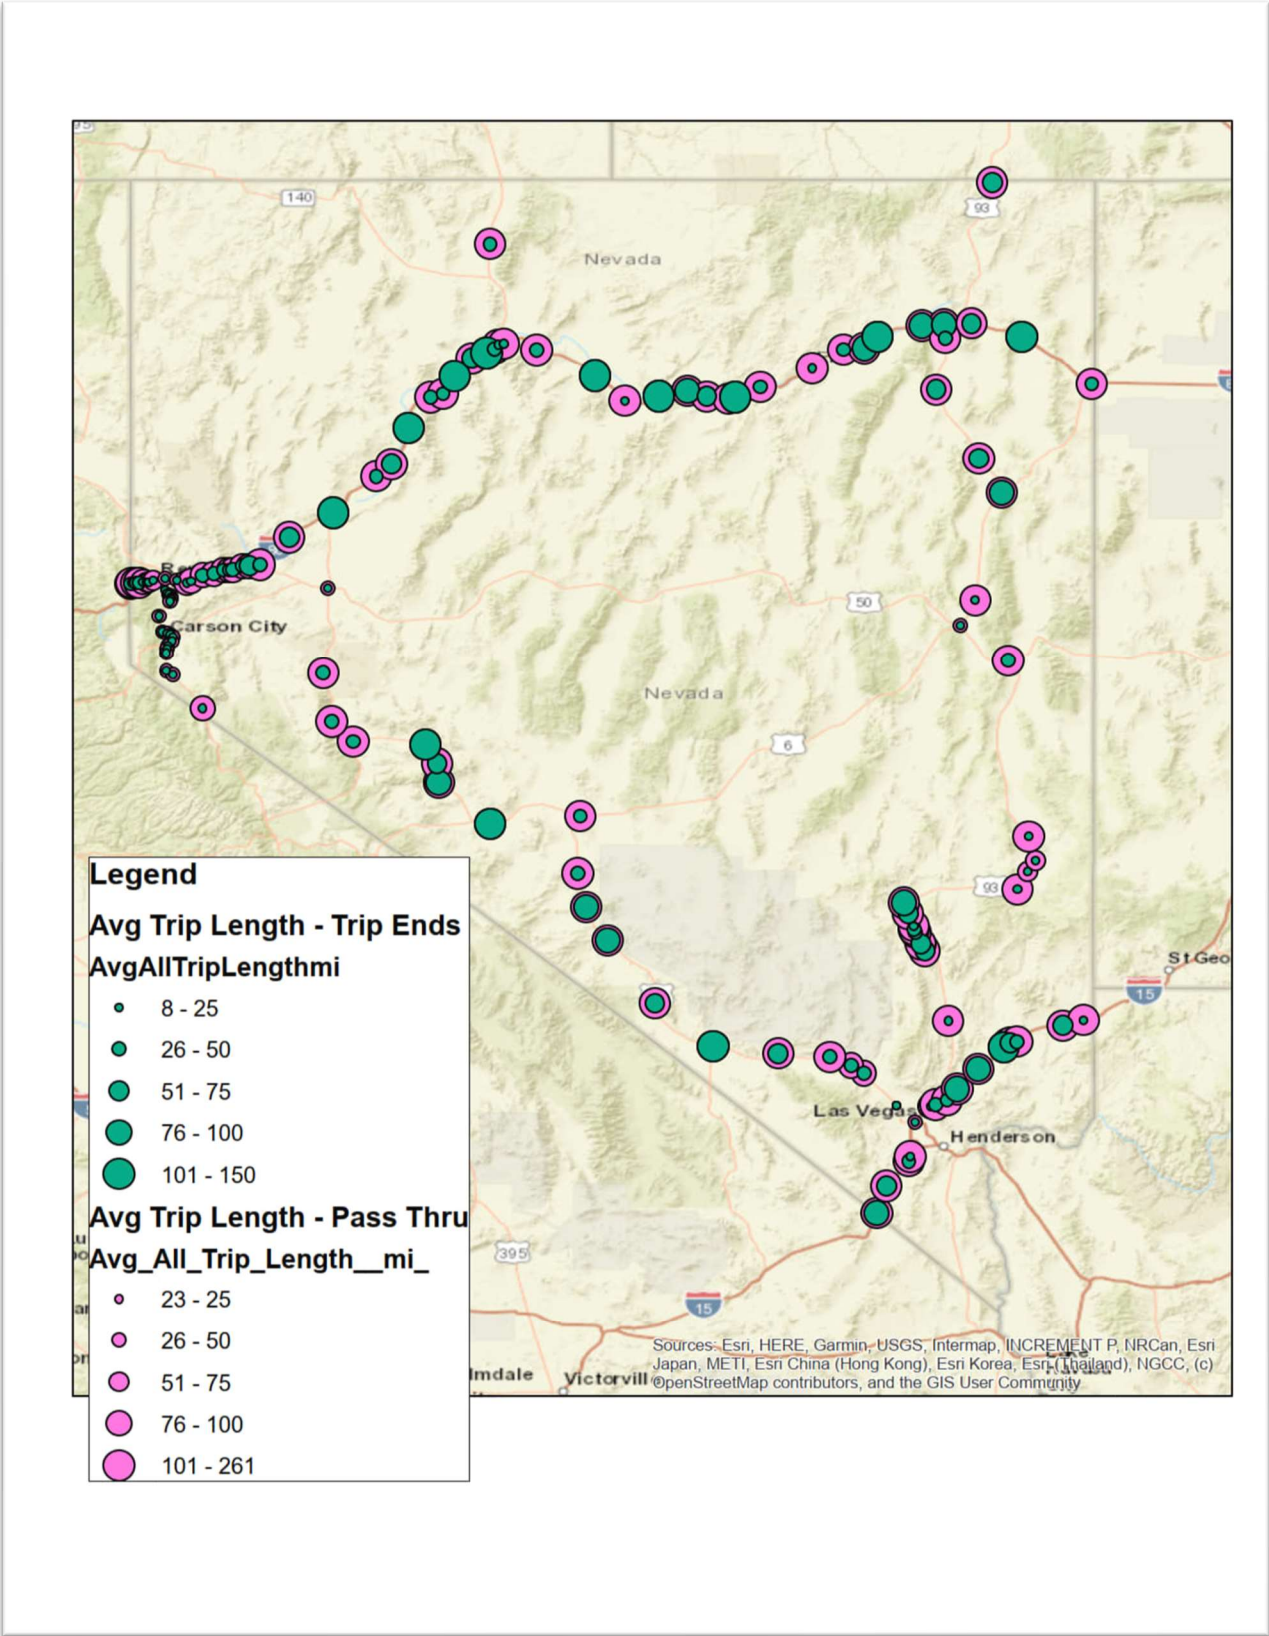 95
140
93
Nevada
50
Carson City
Nevada
6
93
St Geo
15
Las Vegas
Henderson
395
15
Legend
Avg Trip Length - Trip Ends
AvgAllTripLengthmi
8 - 25
26 - 50
51 - 75
76 - 100
101 - 150
Avg Trip Length - Pass Thru
Avg_All_Trip_Length__mi_
23 - 25
26 - 50
51 - 75
76 - 100
101 - 261
lmdale
Victorvill
Sources: Esri, HERE, Garmin, USGS, Intermap, INCREMENT P, NRCan, Esri
Japan, METI, Esri China (Hong Kong), Esri Korea, Esri (Thailand), NGCC, (c)
OpenStreetMap contributors, and the GIS User Community